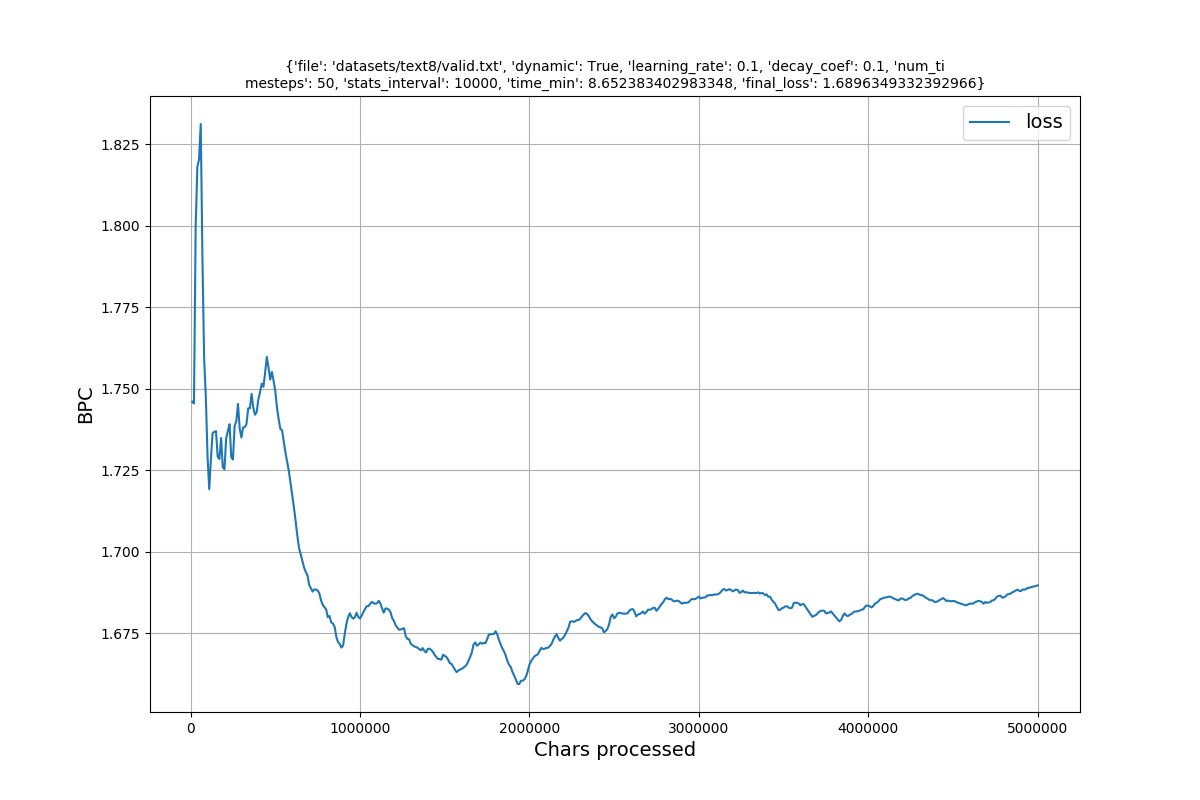 {'file': 'datasets/text8/valid.txt', 'dynamic': True, 'learning_rate': 0.1, 'decay_coef': 0.1, 'num_ti
mesteps': 50, 'stats_interval': 10000, 'time_min': 8.652383402983348, 'final_loss': 1.6896349332392966}
loss
1.825
1.800
1.775
1.750
1.725
1.700
1.675
BPC
0 1000000 2000000 3000000 4000000 5000000
Chars processed